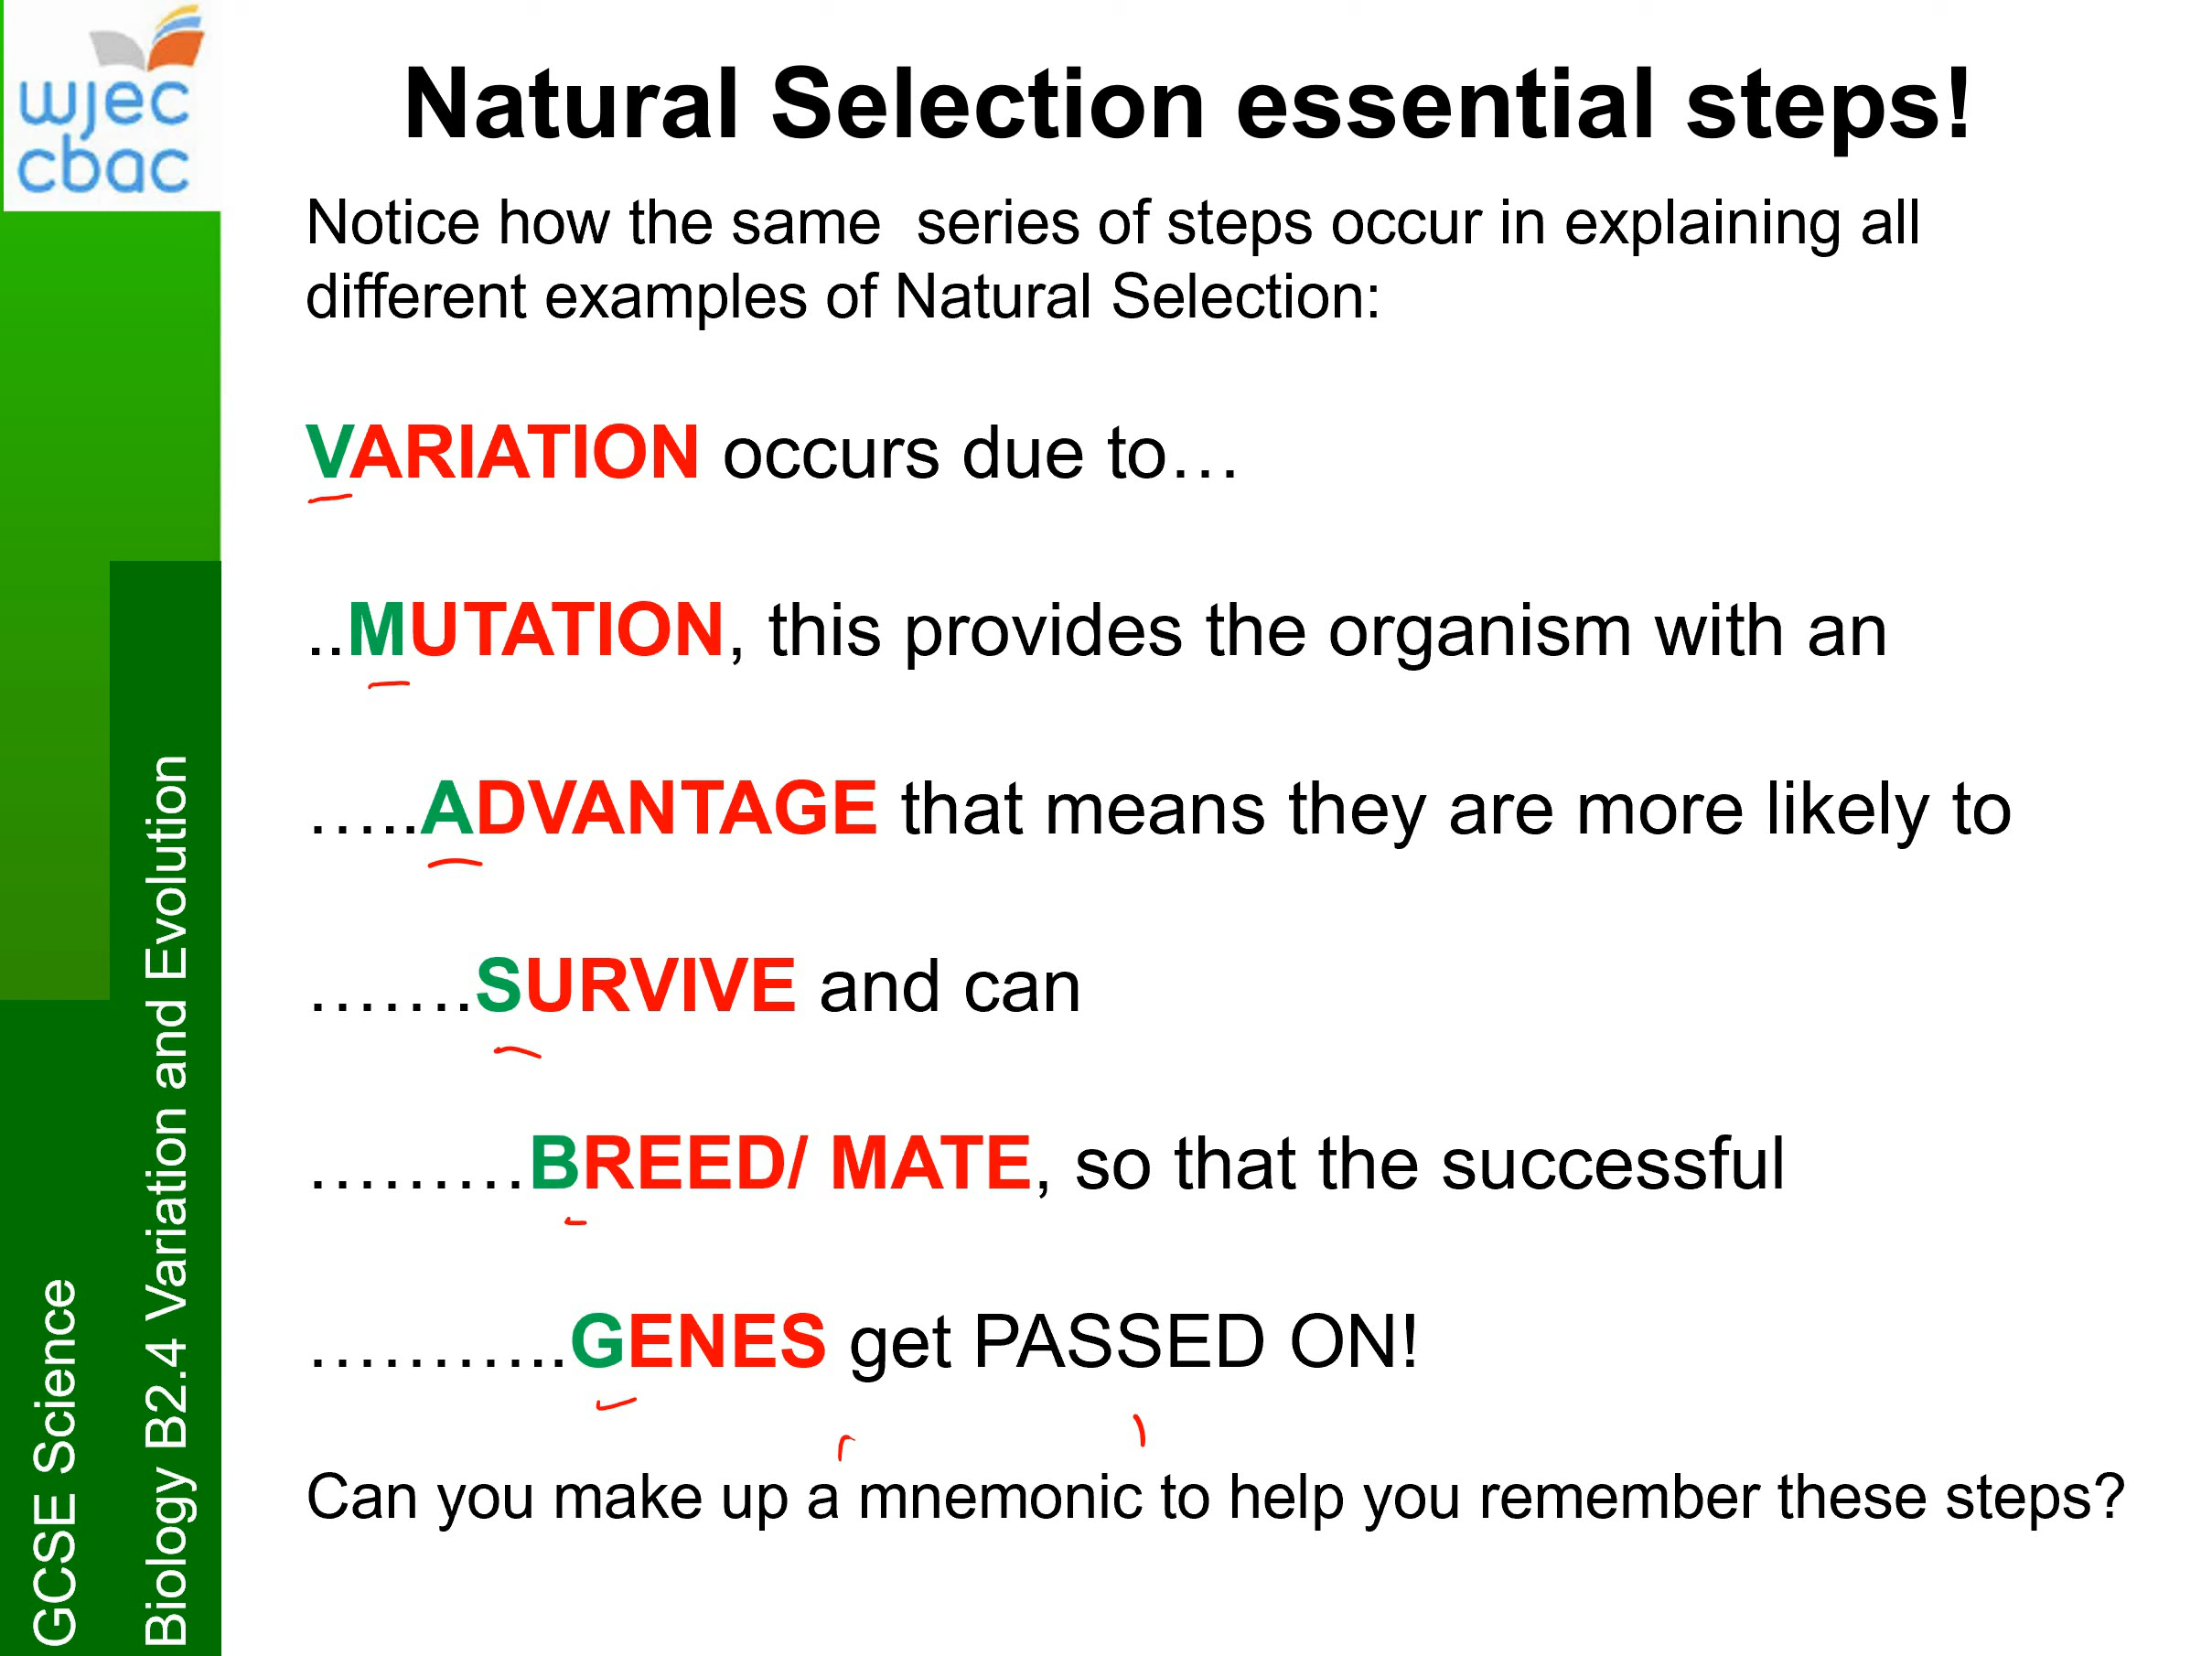 wjec
cbac
Natural Selection essential steps!
Notice how the same  series of steps occur in explaining all
different examples of Natural Selection:
VARIATION occurs due to…
..MUTATION, this provides the organism with an
…..ADVANTAGE that means they are more likely to
…….SURVIVE and can
………BREED/ MATE, so that the successful
………..GENES get PASSED ON!
Can you make up a mnemonic to help you remember these steps?
GCSE Science
Biology B2.4 Variation and Evolution